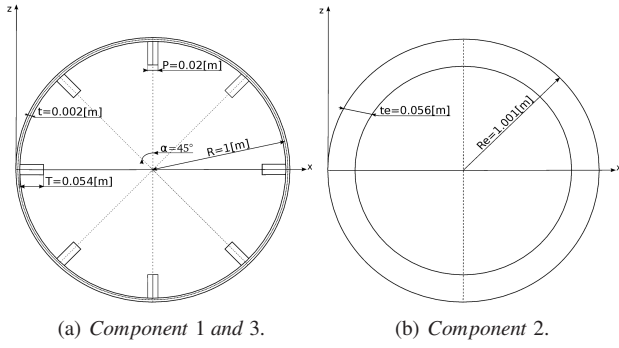 z
P=0.02[m]
t=0.002[m]
α=45°
R=1[m]
x
T=0.054[m]
(a) Component 1 and 3.
z
te=0.056[m]
Re=1.001[m]
x
(b) Component 2.